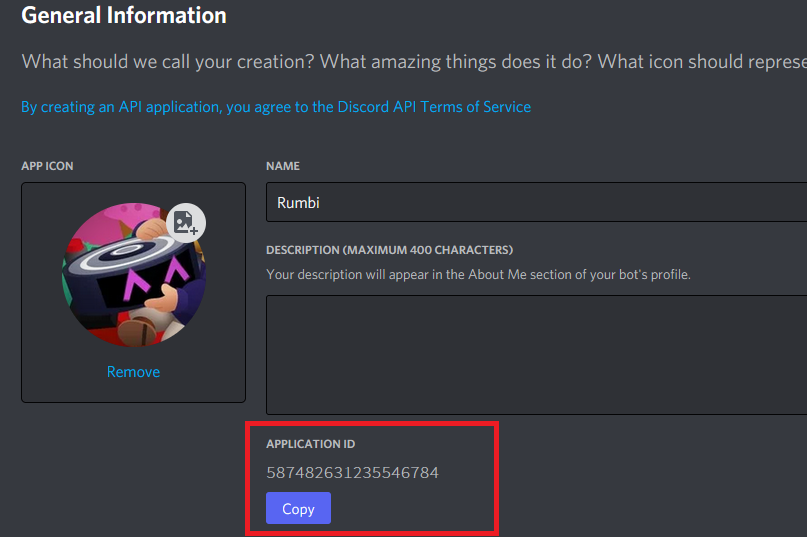 General Information
What should we call your creation? What amazing things does it do? What icon should represe
By creating an API application, you agree to the Discord API Terms of Service
APP ICON
NAME
Rumbi
DESCRIPTION (MAXIMUM 400 CHARACTERS)
Your description will appear in the About Me section of your bot's profile.
Remove
APPLICATION ID
587482631235546784
Copy